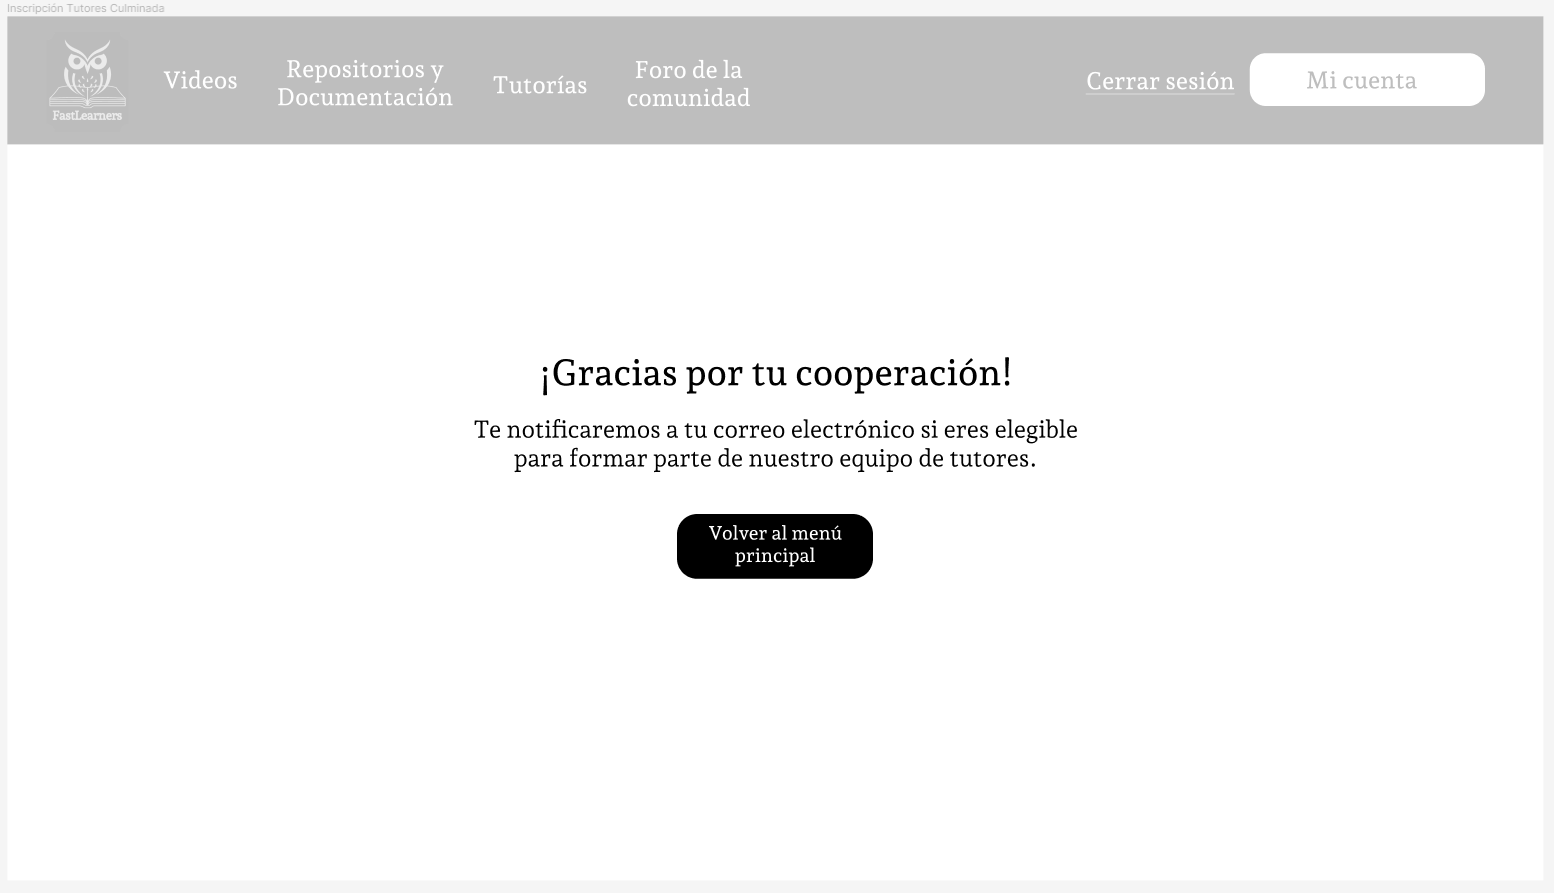 Inscripción Tutores Culminada
FastLearners
Videos
Repositorios y
Documentación
Tutorías
Foro de la
comunidad
Cerrar sesión
Mi cuenta
¡Gracias por tu cooperación!
Te notificaremos a tu correo electrónico si eres elegible
para formar parte de nuestro equipo de tutores.
Volver al menú
principal